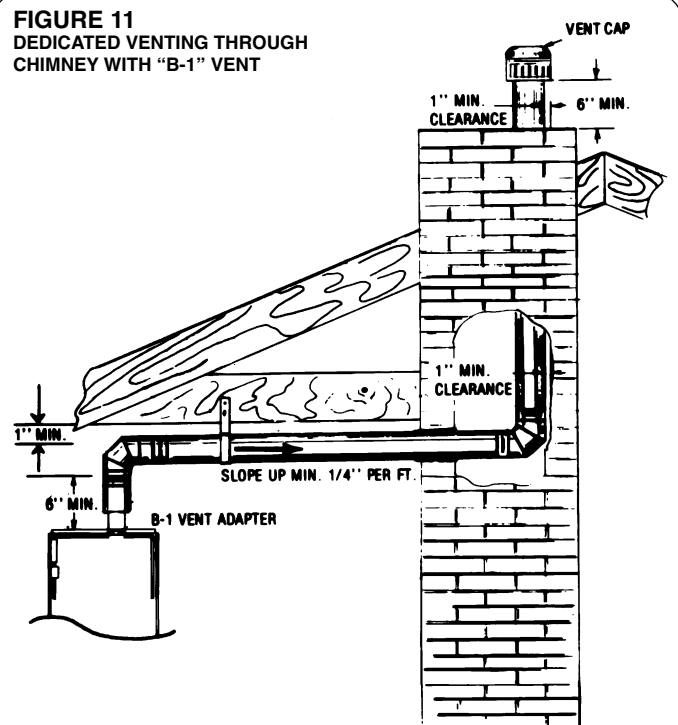 FIGURE 11
DEDICATED VENTING THROUGH
CHIMNEY WITH “B-1” VENT
VENT CAP
1'' MIN.
CLEARANCE
6'' MIN.
1'' MIN.
CLEARANCE
1'' MIN.
SLOPE UP MIN. 1/4'' PER FT.
6'' MIN.
B-1 VENT ADAPTER